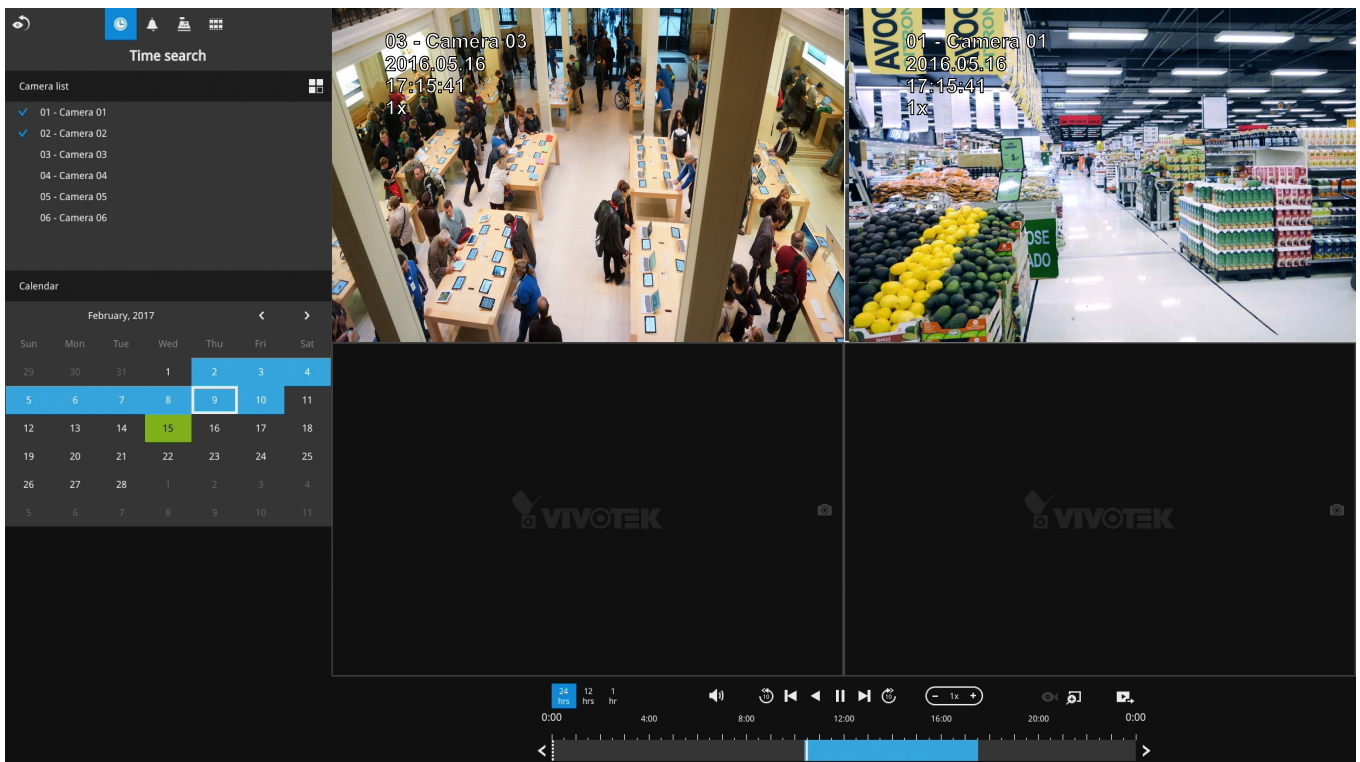 Time search
Camera list
01 - Camera 01
02 - Camera 02
03 - Camera 03
04 - Camera 04
05 - Camera 05
06 - Camera 06
Calendar
February, 2017
Sun Mon Tue Wed Thu Fri Sat
29 30 31 1 2 3 4
5 6 7 8 9 10 11
12 13 14 15 16 17 18
19 20 21 22 23 24 25
26 27 28 1 2 3 4
5 6 7 8 9 10 11
03 - Camera 03
2016.05.16
17:15:41
1x
01 - Camera 01
2016.05.16
17:15:41
1x
AVOC
OSE
ADO
VIVOTEK
VIVOTEK
24 hrs
12 hrs
1 hr
10
10
- 1x +
0:00 4:00 8:00 12:00 16:00 20:00 0:00